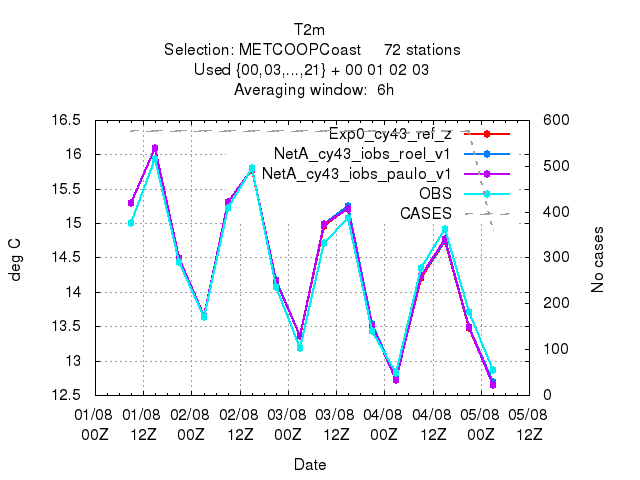 T2m
Selection: METCOOPCoast 72 stations
Used {00,03,...,21} + 00 01 02 03
Averaging window: 6h
16.5
16
15.5
15
14.5
14
13.5
13
12.5
deg C
600
500
400
300
200
100
0
No cases
Exp0_cy43_ref_z
NetA_cy43_iobs_roel_v1
NetA_cy43_iobs_paulo_v1
OBS
CASES
01/08 01/08 02/08 02/08 03/08 03/08 04/08 04/08 05/08 05/08
00Z 12Z 00Z 12Z 00Z 12Z 00Z 12Z 00Z 12Z
Date